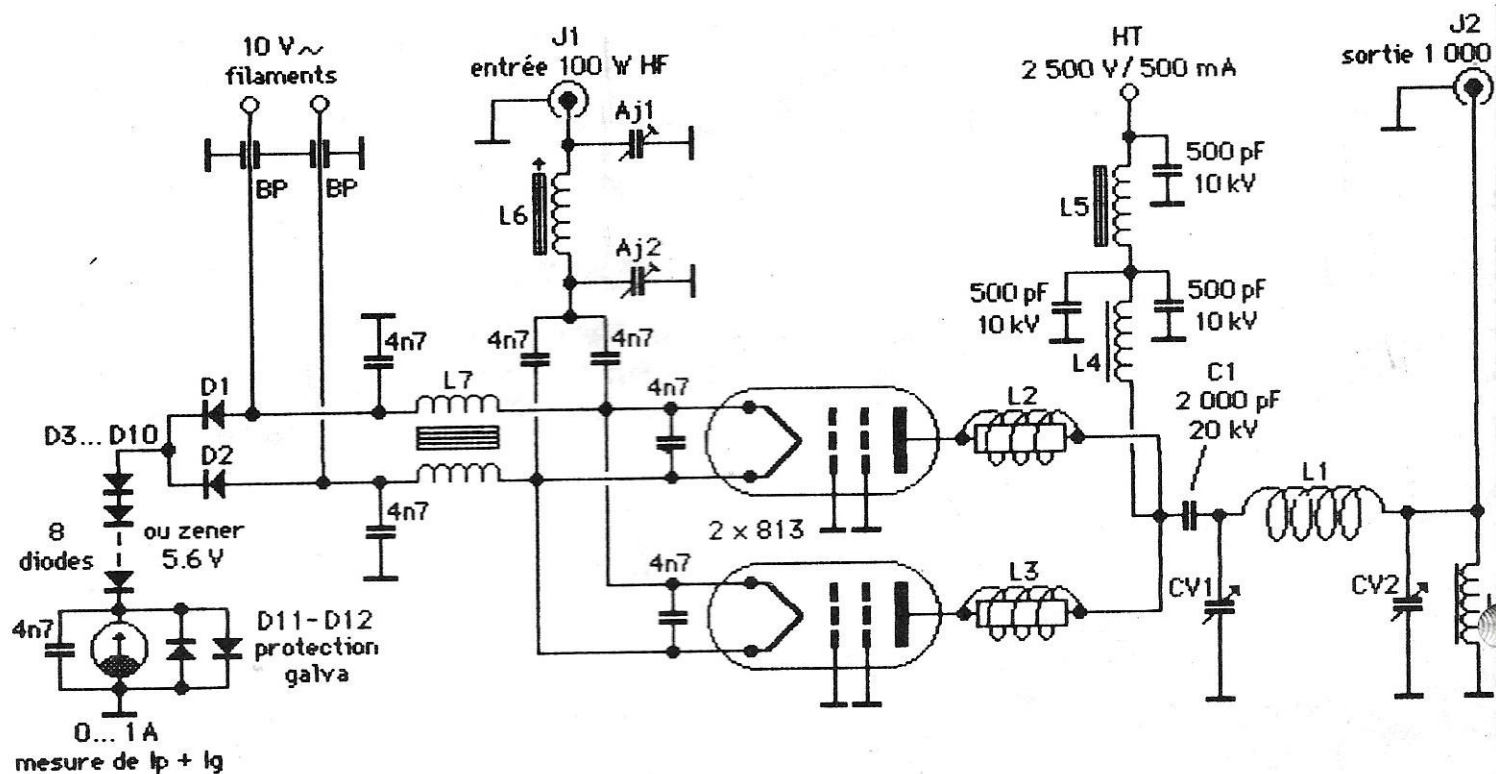 10 V~
filaments
BP
BP
J1
entrée 100 W HF
Aj1
L6
Aj2
HT
2 500 V/500 mA
500 pF
10 kV
L5
500 pF
10 kV
500 pF
10 kV
L4
J2
sortie 1 000
4n7
4n7
4n7
D1
L7
4n7
L2
C1
2 000 pF
20 kV
D3... D10
D2
4n7
8
diodes
ou zener
5.6 V
2 x 813
L1
4n7
L3
CV1
CV2
4n7
D11-D12
protection
galva
0... 1A
mesure de Ip + Ig